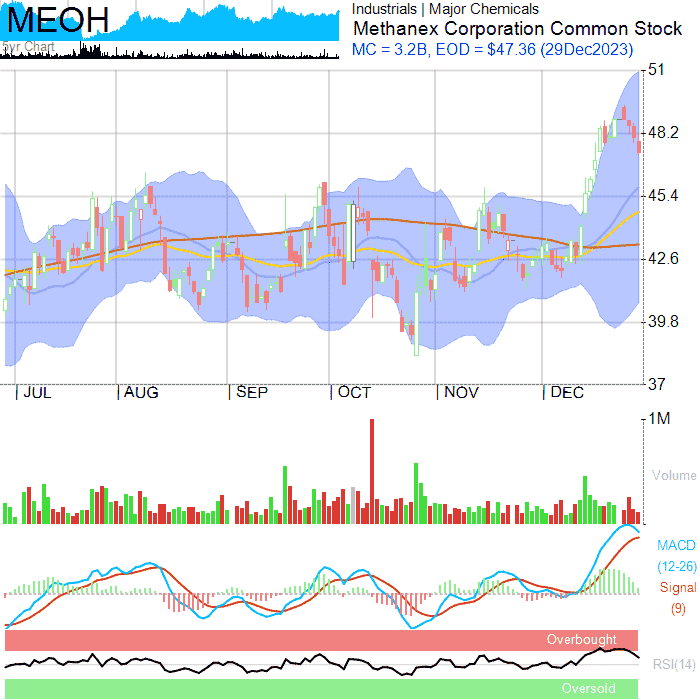 MEOH
5yr Chart
Industrials | Major Chemicals
Methanex Corporation Common Stock
MC = 3.2B, EOD = $47.36 (29Dec2023)
51
48.2
45.4
42.6
39.8
37
JUL AUG SEP OCT NOV DEC
1M
Volume
MACD
(12-26)
Signal
(9)
Overbought
RSI(14)
Oversold